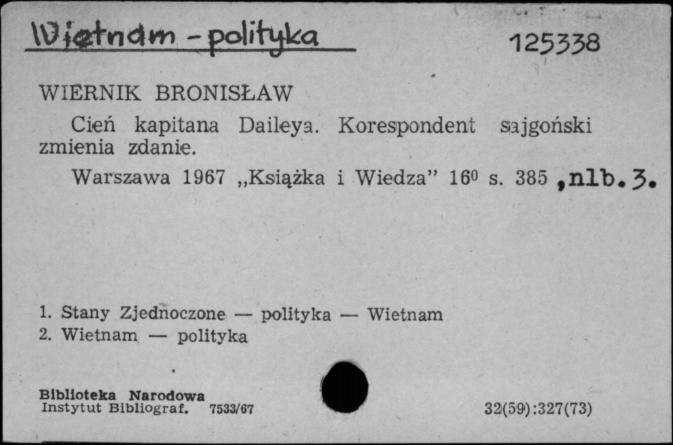 Wietnam - polityka
125338
WIERNIK BRONISŁAW
Cień kapitana Daileya. Korespondent sajgoński
zmienia zdanie.
Warszawa 1967 „Książka i Wiedza” 16⁰ s. 385 , nlb. 3.
1. Stany Zjednoczone — polityka — Wietnam
2. Wietnam — polityka
Biblioteka Narodowa
Instytut Bibliograf. 7533/67
32(59):327(73)